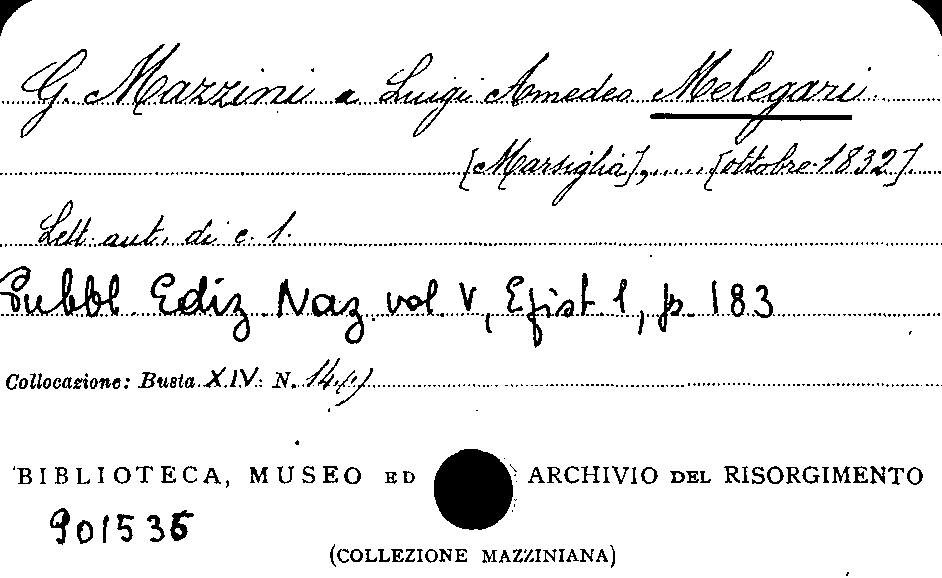 G. Mazzini a Luigi Amedeo Melegari.
[Marsiglia], ..... [ottobre 1832].
Lett. aut. di c. 1.
Pubbl. Ediz. Naz. vol. V, Epist. 1, p. 183
Collocazione: Busta XIV: N. 14(1)
BIBLIOTECA, MUSEO ED ARCHIVIO DEL RISORGIMENTO
901535
(COLLEZIONE MAZZINIANA)